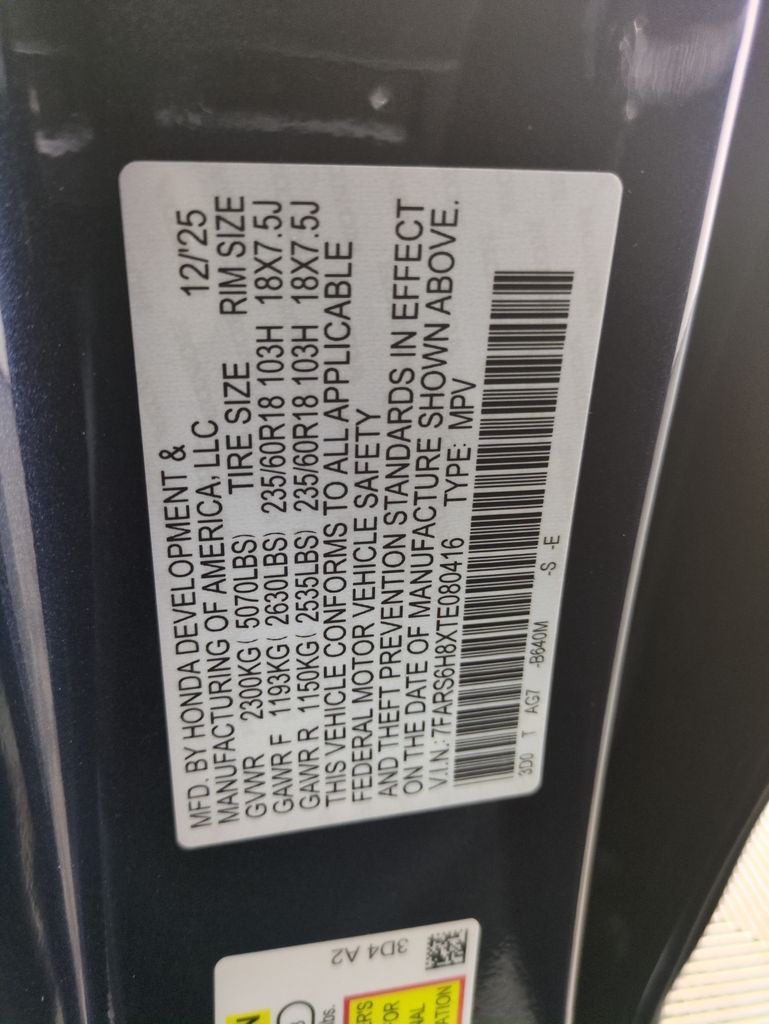 MFD. BY HONDA DEVELOPMENT &
MANUFACTURING OF AMERICA, LLC 12/'25
GVWR 2300KG( 5070LBS) TIRE SIZE RIM SIZE
GAWR F 1193KG( 2630LBS) 235/60R18 103H 18X7.5J
GAWR R 1150KG( 2535LBS) 235/60R18 103H 18X7.5J
THIS VEHICLE CONFORMS TO ALL APPLICABLE
FEDERAL MOTOR VEHICLE SAFETY
AND THEFT PREVENTION STANDARDS IN EFFECT
ON THE DATE OF MANUFACTURE SHOWN ABOVE.
V.I.N.: 7FARS6H8XTE080416 TYPE: MPV
3D0 T AG7 -B640M -S -E
3D4 A2